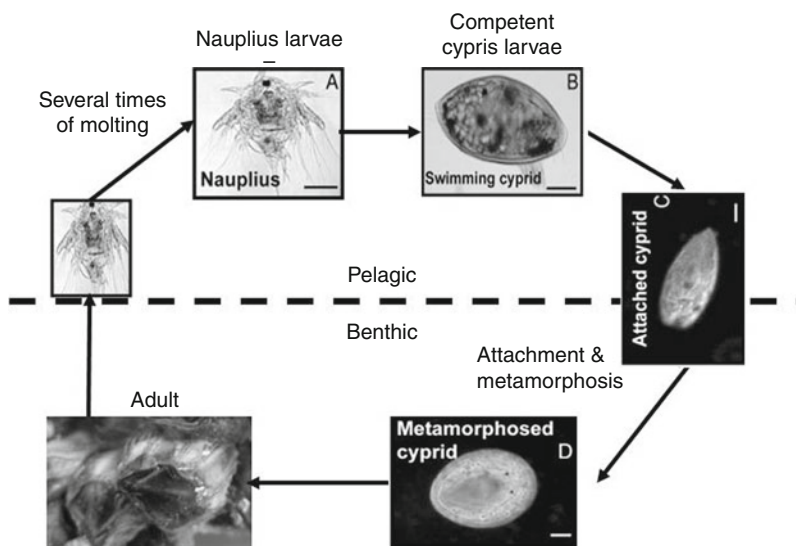 Nauplius larvae
–
Competent
cypris larvae
Several times
of molting
A
Nauplius
B
Swimming cyprid
C
Attached cyprid
Pelagic
Benthic
Attachment &
metamorphosis
Adult
Metamorphosed
cyprid
D